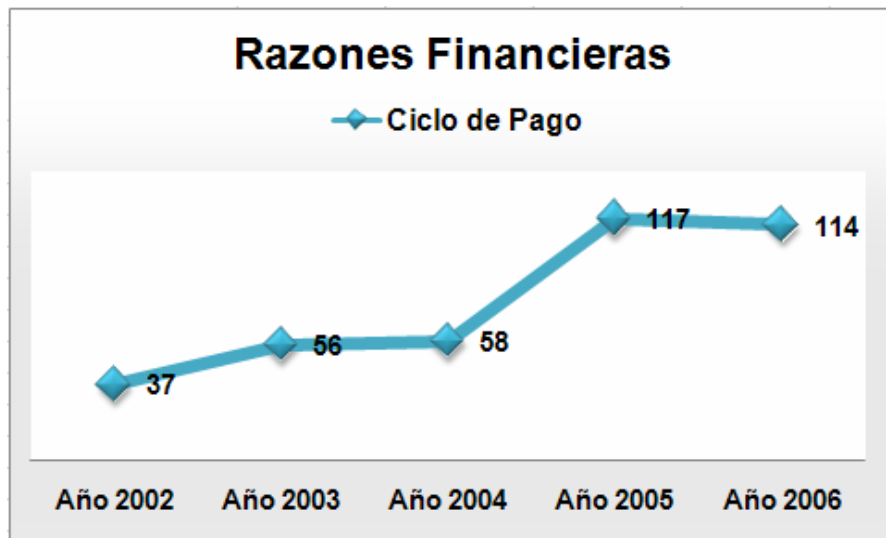 Razones Financieras
Ciclo de Pago
117
114
56
58
37
Año 2002 Año 2003 Año 2004 Año 2005 Año 2006